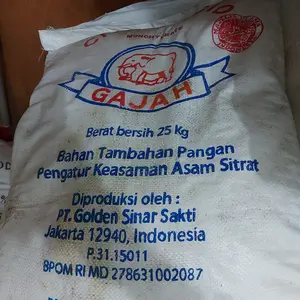 GAJAH
Berat bersih 25 Kg
Bahan Tambahan Pangan
Pengatur Keasaman Asam Sitrat
Diproduksi oleh :
PT. Golden Sinar Sakti
Jakarta 12940, Indonesia
P.31.15011
BPOM RI MD 278631002087